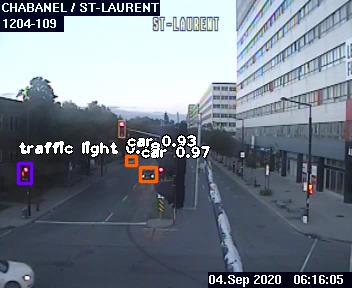 CHABANEL / ST-LAURENT
1204-109
ST-LAURENT
car 0.93
traffic light
car 0.97
04.Sep 2020 06:16:05